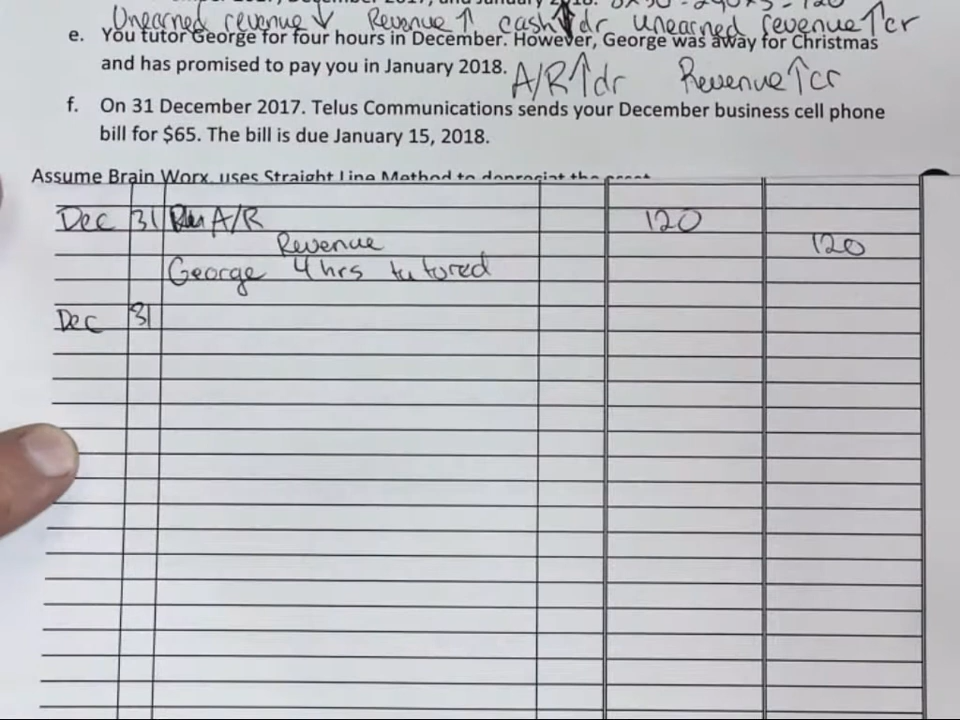 Unearned revenue ↓ Revenue ↑ cash ↑ dr unearned revenue ↑ cr
e. You tutor George for four hours in December. However, George was away for Christmas
and has promised to pay you in January 2018. A/R ↑ dr Revenue ↑ cr
f. On 31 December 2017. Telus Communications sends your December business cell phone
bill for $65. The bill is due January 15, 2018.
Assume Brain Worx uses Straight Line Method to
Dec 31 A/R 120
Revenue 120
George 4 hrs tutored
Dec 31